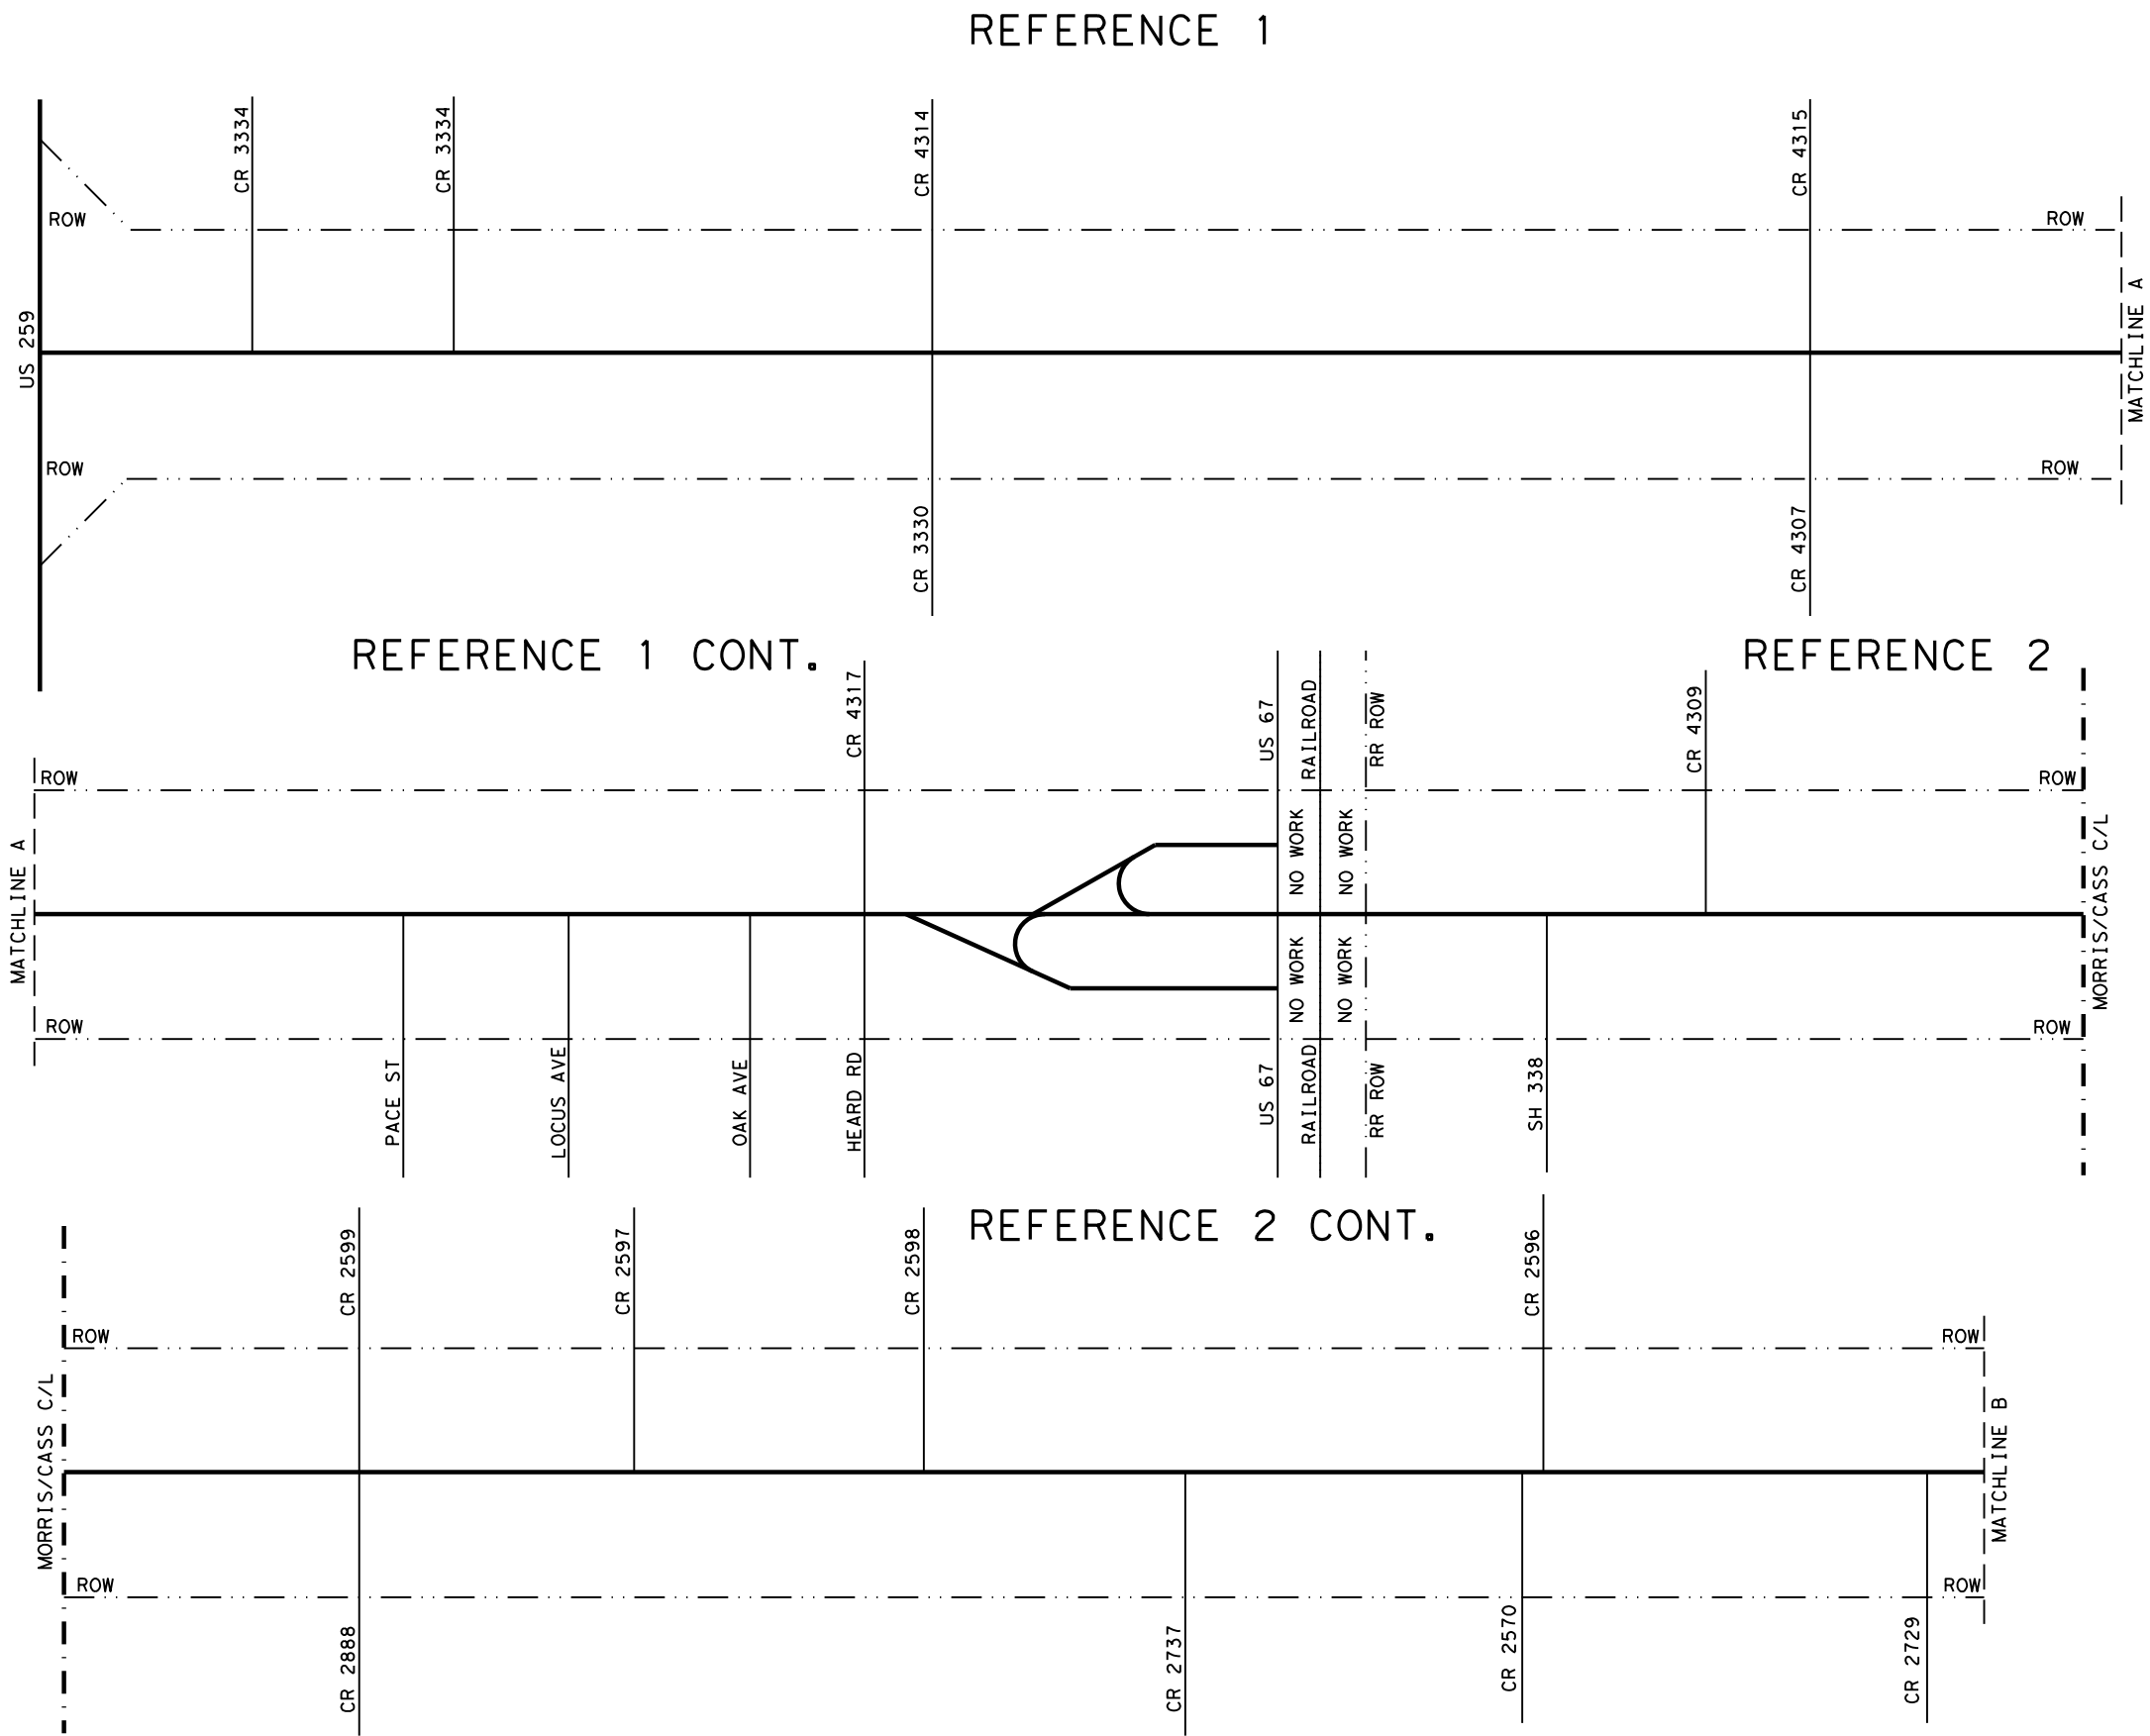 REFERENCE 1
CR 3334
CR 3334
CR 4314
CR 4315
ROW
ROW
US 259
MATCHLINE A
ROW
ROW
CR 3330
CR 4307
REFERENCE 1 CONT.
REFERENCE 2
CR 4317
US 67
RAILROAD
RR ROW
CR 4309
ROW
ROW
NO WORK
NO WORK
MATCHLINE A
MORRIS/CASS C/L
NO WORK
NO WORK
ROW
ROW
PACE ST
LOCUS AVE
OAK AVE
HEARD RD
US 67
RAILROAD
RR ROW
SH 338
REFERENCE 2 CONT.
CR 2599
CR 2597
CR 2598
CR 2596
ROW
ROW
MORRIS/CASS C/L
MATCHLINE B
ROW
ROW
CR 2888
CR 2737
CR 2570
CR 2729